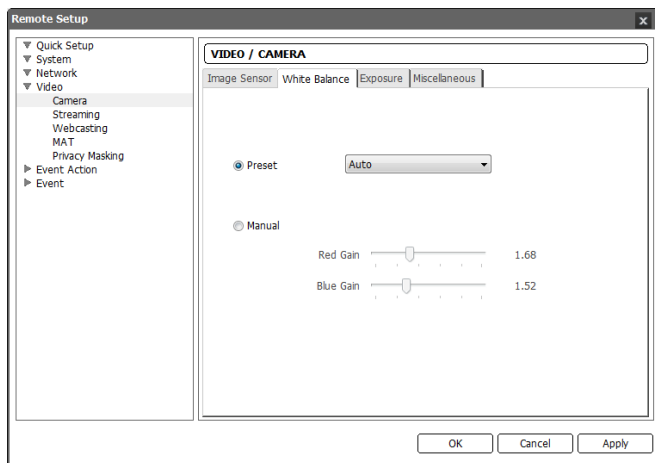 Remote Setup
Quick Setup
System
Network
Video
Camera
Streaming
Webcasting
MAT
Privacy Masking
Event Action
Event
VIDEO / CAMERA
Image Sensor White Balance Exposure Miscellaneous
Preset Auto
Manual
Red Gain 1.68
Blue Gain 1.52
OK Cancel Apply